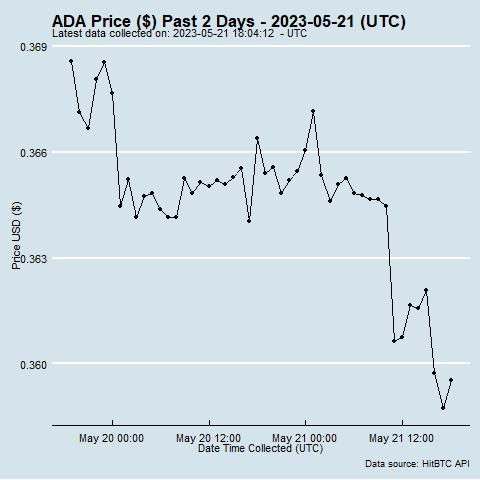 ADA Price ($) Past 2 Days - 2023-05-21 (UTC)
Latest data collected on: 2023-05-21 18:04:12 - UTC
0.369
0.366
0.363
0.360
Price USD ($)
May 20 00:00 May 20 12:00 May 21 00:00 May 21 12:00
Date Time Collected (UTC)
Data source: HitBTC API